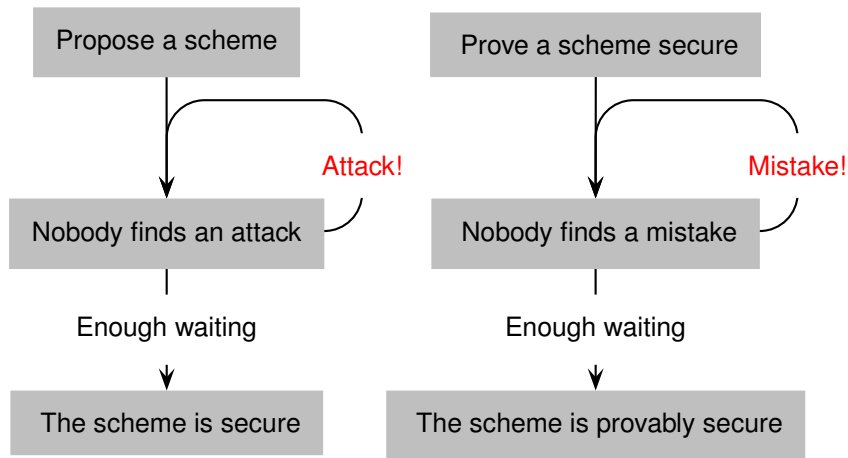 Propose a scheme
Attack!
Nobody finds an attack
Enough waiting
The scheme is secure
Prove a scheme secure
Mistake!
Nobody finds a mistake
Enough waiting
The scheme is provably secure